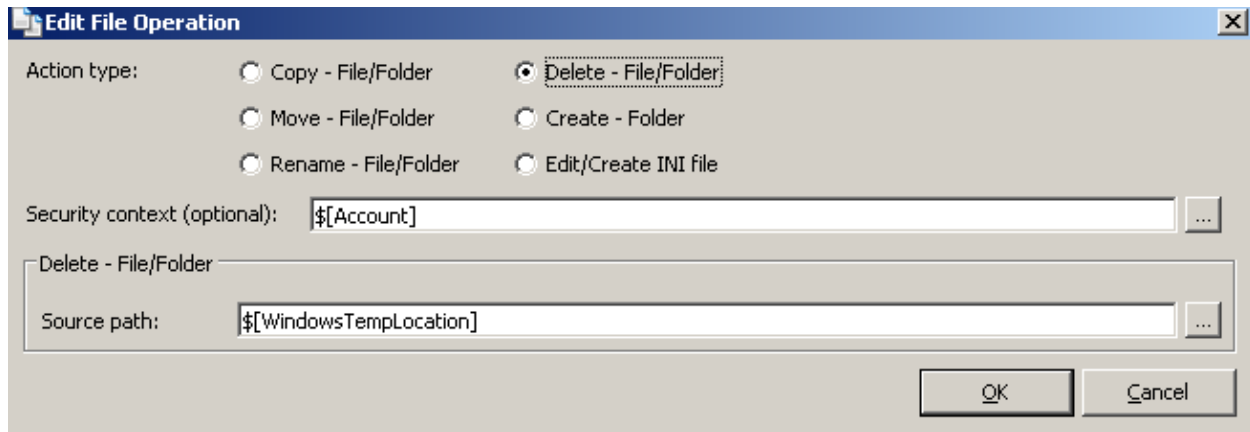 Edit File Operation
Action type: Copy - File/Folder Delete - File/Folder
Move - File/Folder Create - Folder
Rename - File/Folder Edit/Create INI file
Security context (optional): $[Account] ...
Delete - File/Folder
Source path: $[WindowsTempLocation] ...
OK Cancel